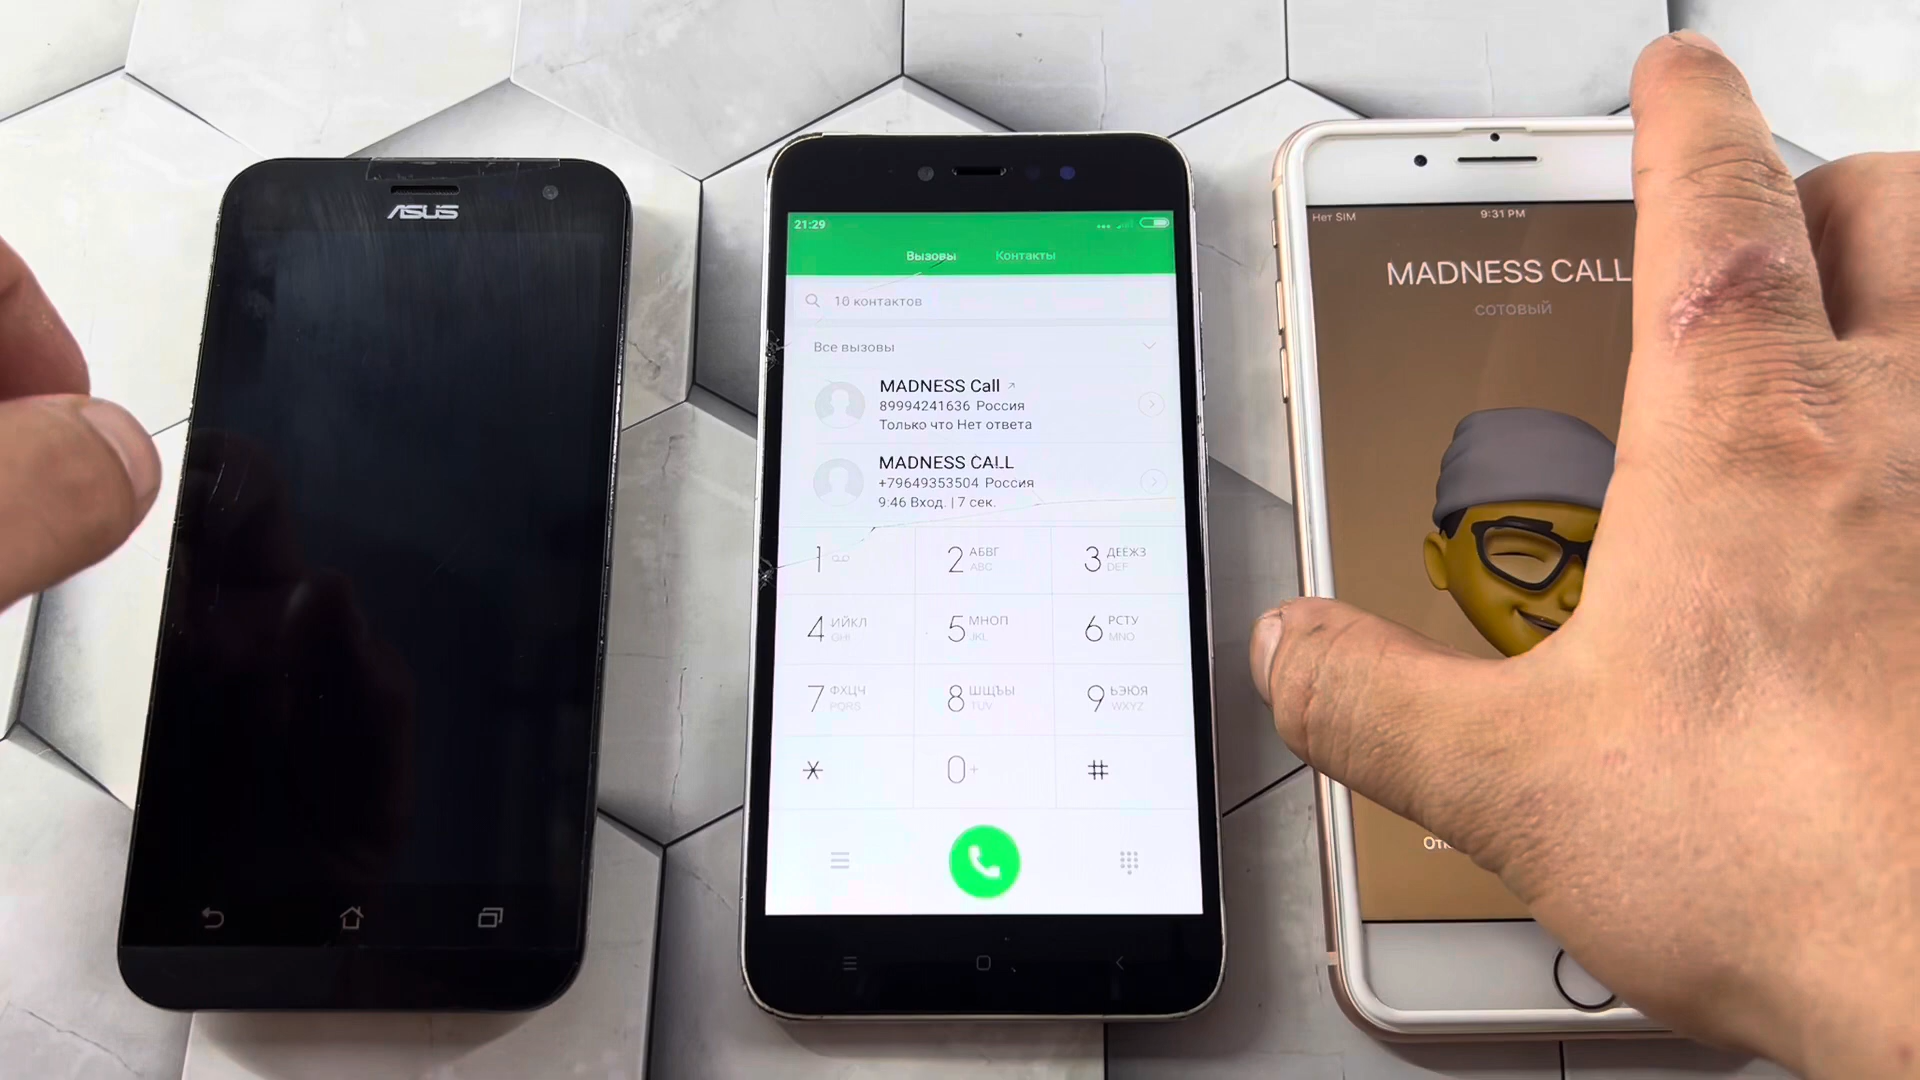 ASUS
21:29
Вызовы Контакты
10 контактов
Все вызовы
MADNESS Call
89994241636 Россия
Только что Нет ответа
MADNESS CALL
+79649353504 Россия
9:46 Вход. | 7 сек.
1
2 АБВГ ABC
3 ДЕЁЖЗ DEF
4 ИЙКЛ GHI
5 МНОП JKL
6 РСТУ MNO
7 ФХЦЧ PQRS
8 ШЩЪЫ TUV
9 ЬЭЮЯ WXYZ
*
0 +
#
Нет SIM 9:31 PM
MADNESS CALL
сотовый